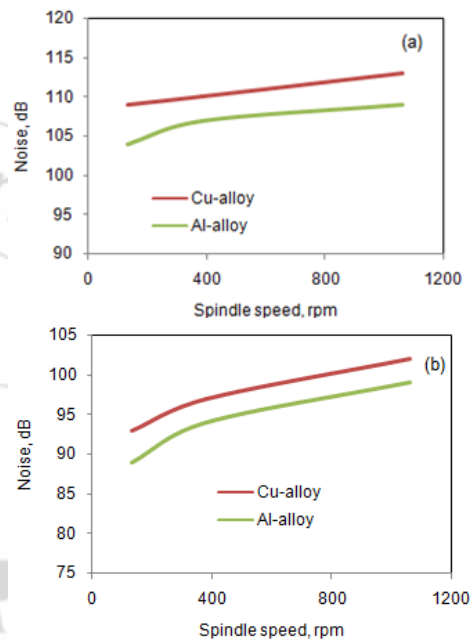 120
115
110
105
100
95
90
Noise, dB
(a)
Cu-alloy
Al-alloy
0 400 800 1200
Spindle speed, rpm
105
100
95
90
85
80
75
Noise, dB
(b)
Cu-alloy
Al-alloy
0 400 800 1200
Spindle speed, rpm